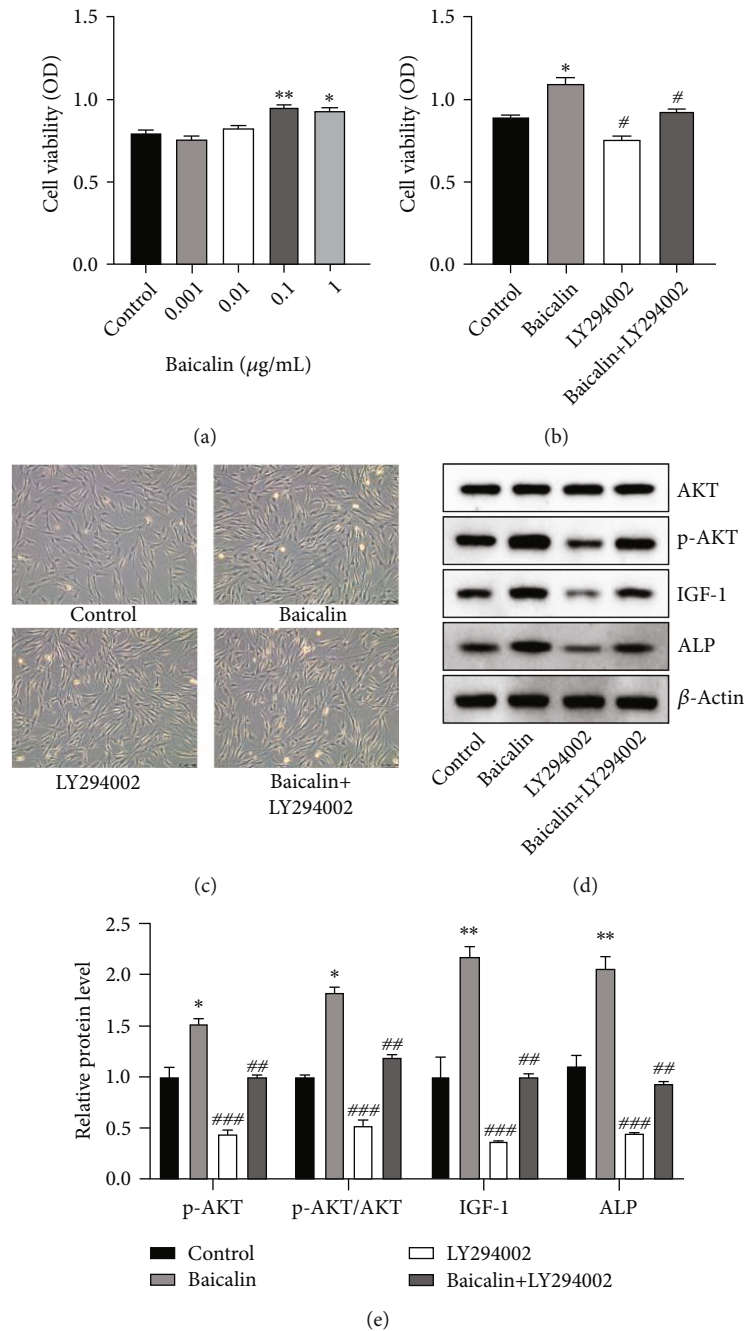 1.5
1.0
0.5
0.0
Cell viability (OD)
**
*
Control
0.001
0.01
0.1
1
Baicalin (μg/mL)
(a)
1.5
1.0
0.5
0.0
Cell viability (OD)
*
#
#
Control
Baicalin
LY294002
Baicalin+LY294002
(b)
Control
Baicalin
LY294002
Baicalin+
LY294002
(c)
AKT
p-AKT
IGF-1
ALP
β-Actin
Control
Baicalin
LY294002
Baicalin+LY294002
(d)
2.5
2.0
1.5
1.0
0.5
0.0
Relative protein level
*
###
##
*
###
##
**
###
##
**
###
##
p-AKT
p-AKT/AKT
IGF-1
ALP
Control
Baicalin
LY294002
Baicalin+LY294002
(e)